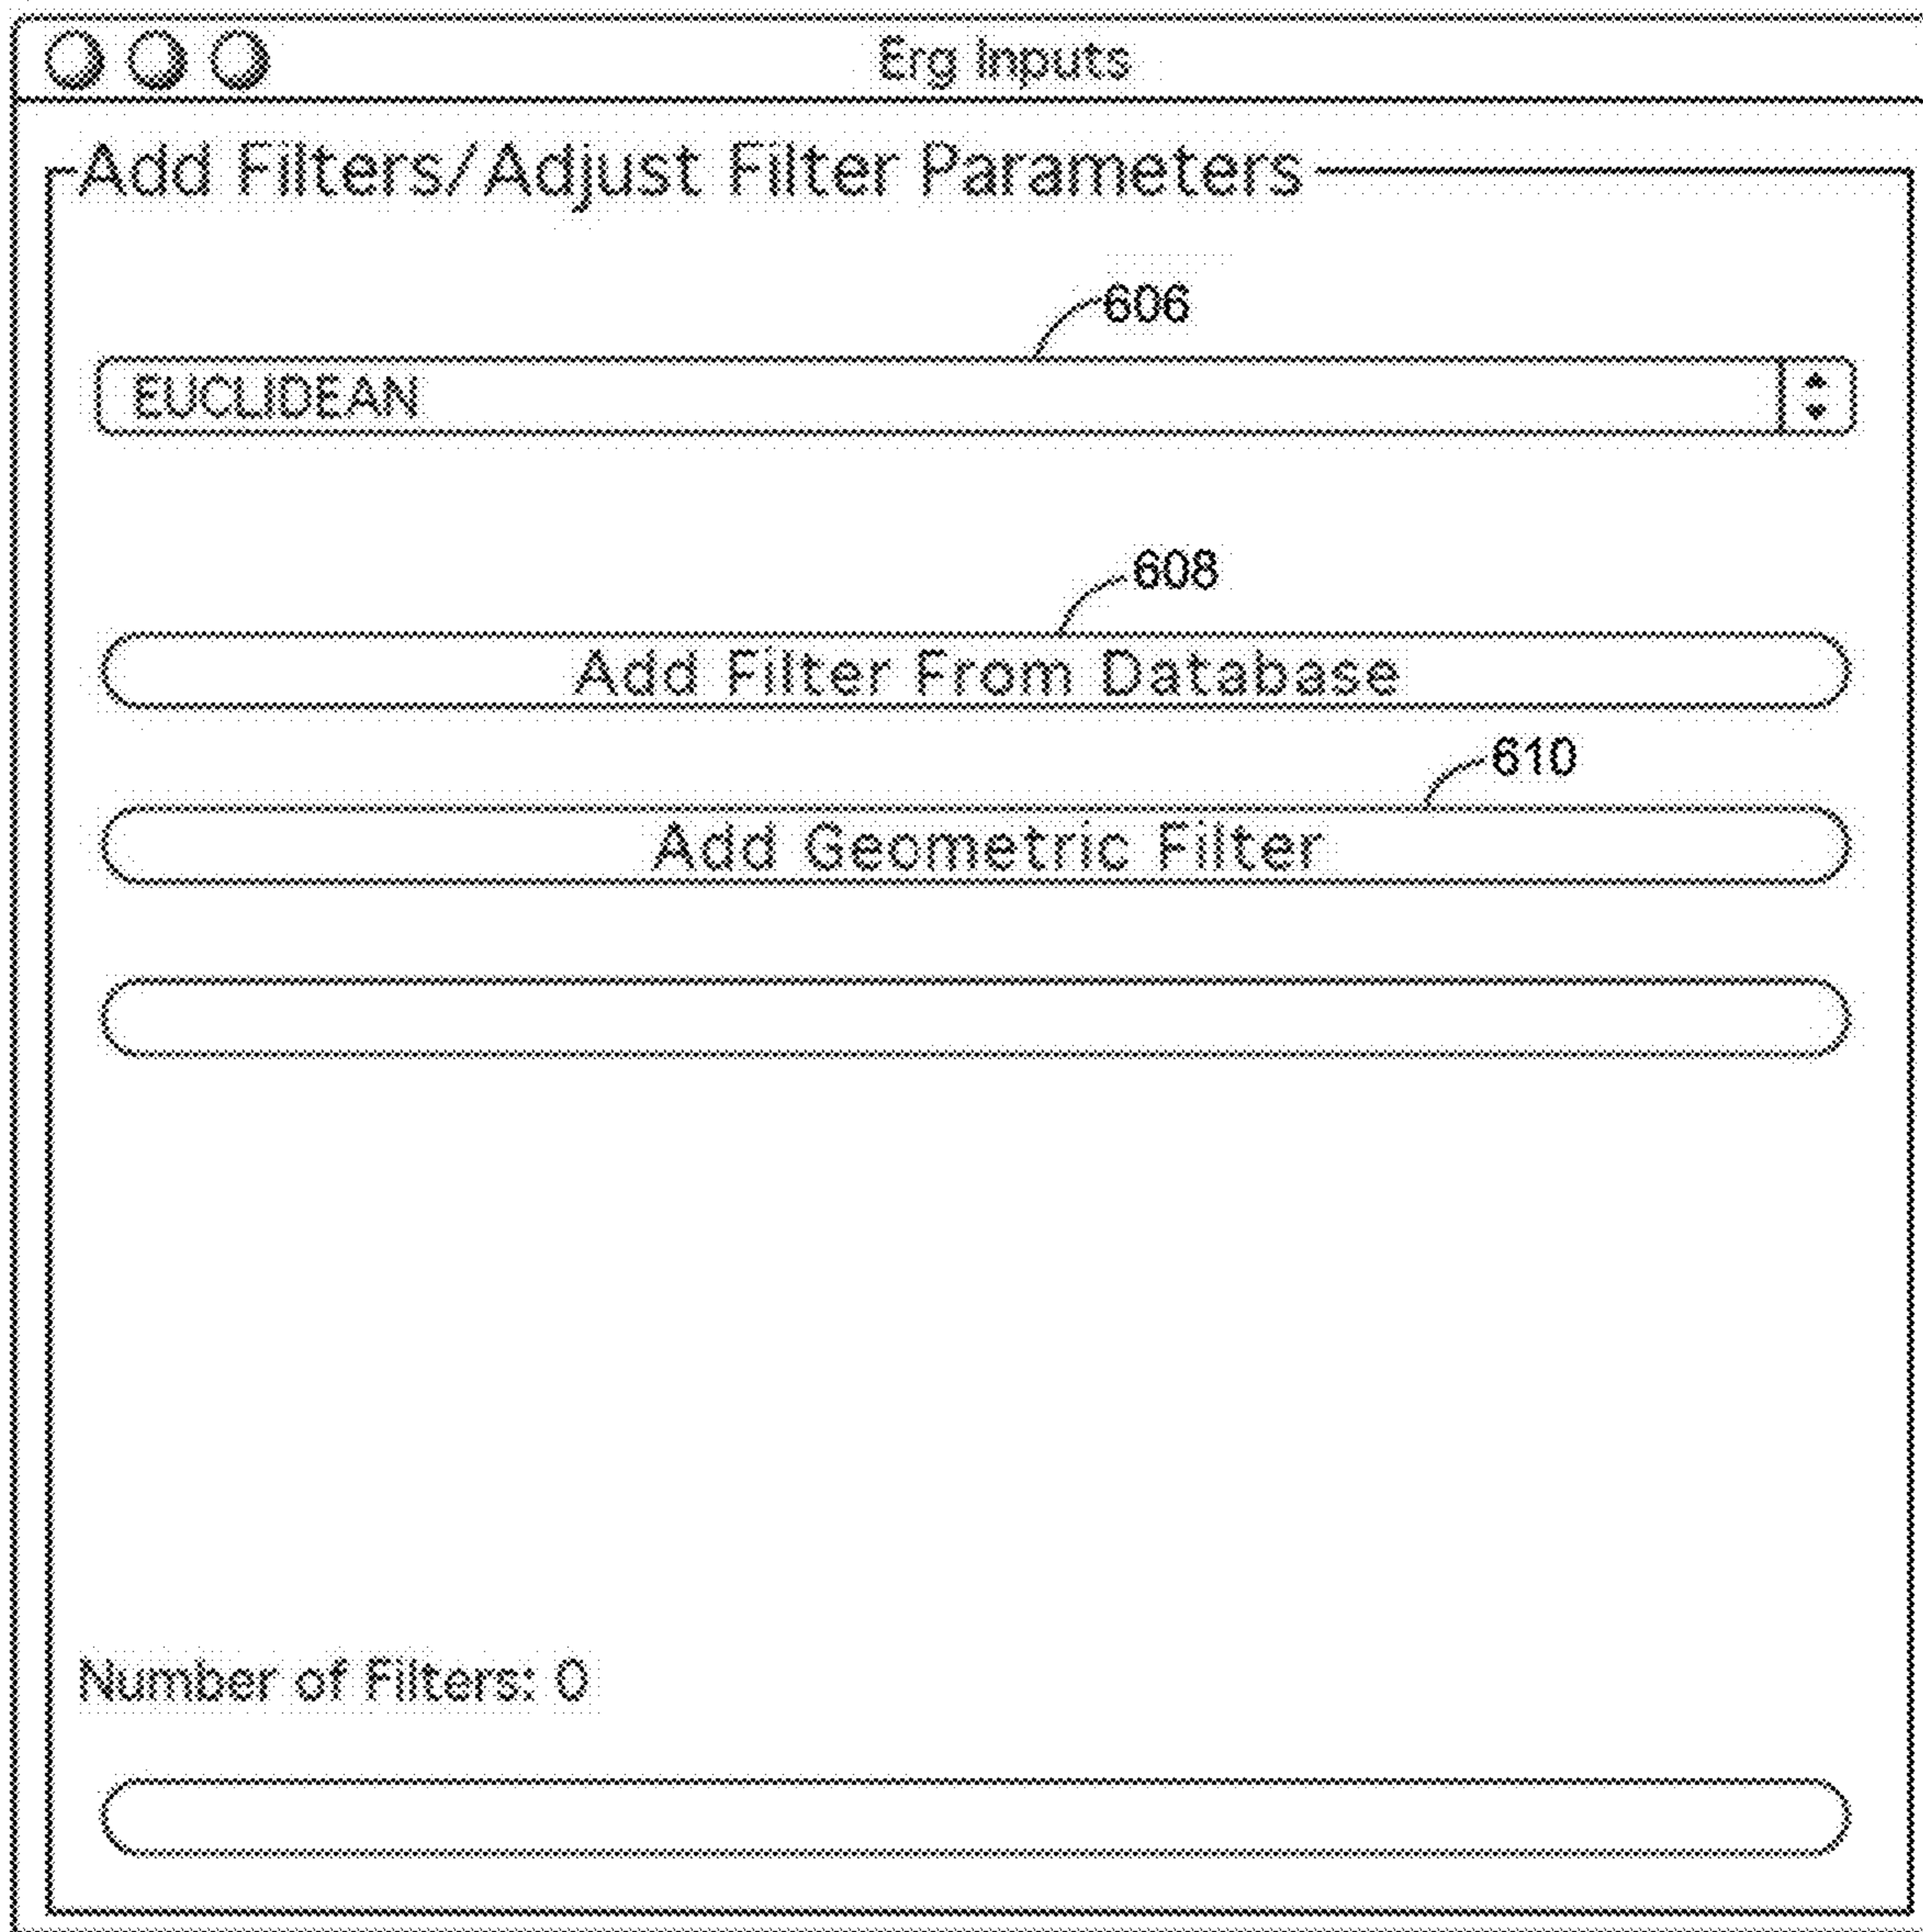 Erg Inputs
Add Filters/Adjust Filter Parameters
606
EUCLIDEAN
608
Add Filter From Database
610
Add Geometric Filter
Number of Filters: 0